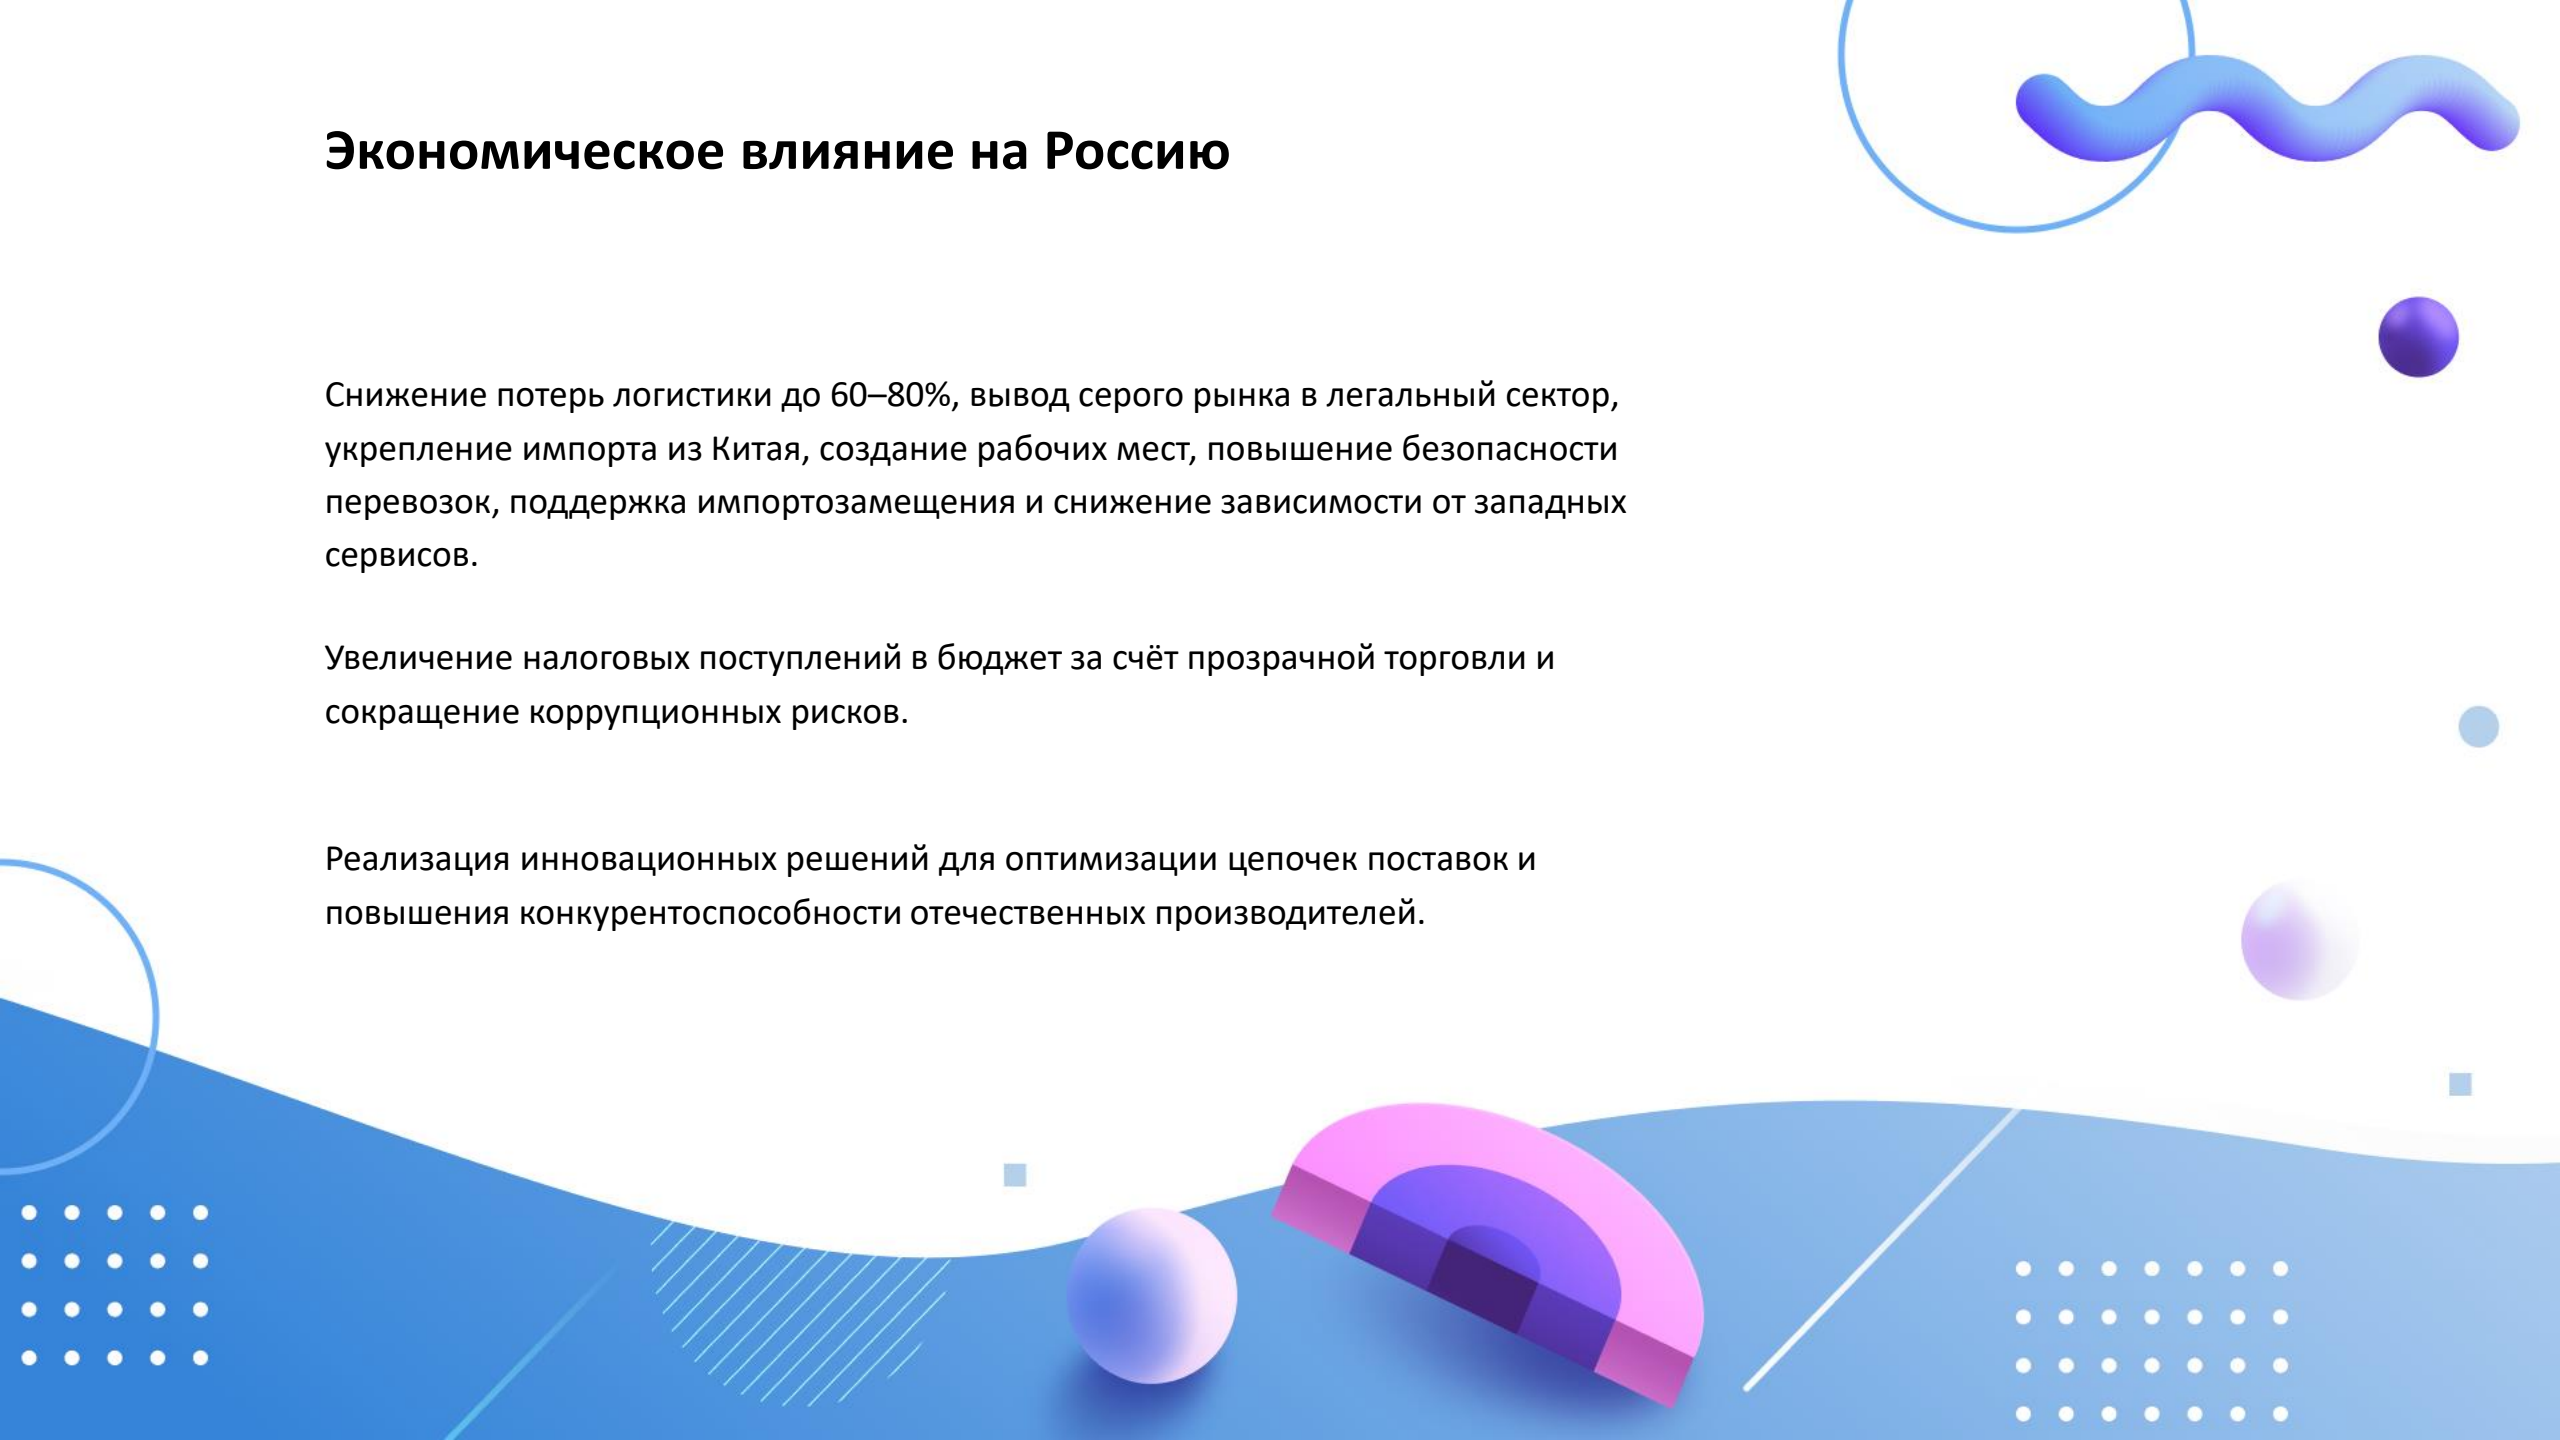 Экономическое влияние на Россию
Снижение потерь логистики до 60–80%, вывод серого рынка в легальный сектор,
укрепление импорта из Китая, создание рабочих мест, повышение безопасности
перевозок, поддержка импортозамещения и снижение зависимости от западных
сервисов.
Увеличение налоговых поступлений в бюджет за счёт прозрачной торговли и
сокращение коррупционных рисков.
Реализация инновационных решений для оптимизации цепочек поставок и
повышения конкурентоспособности отечественных производителей.